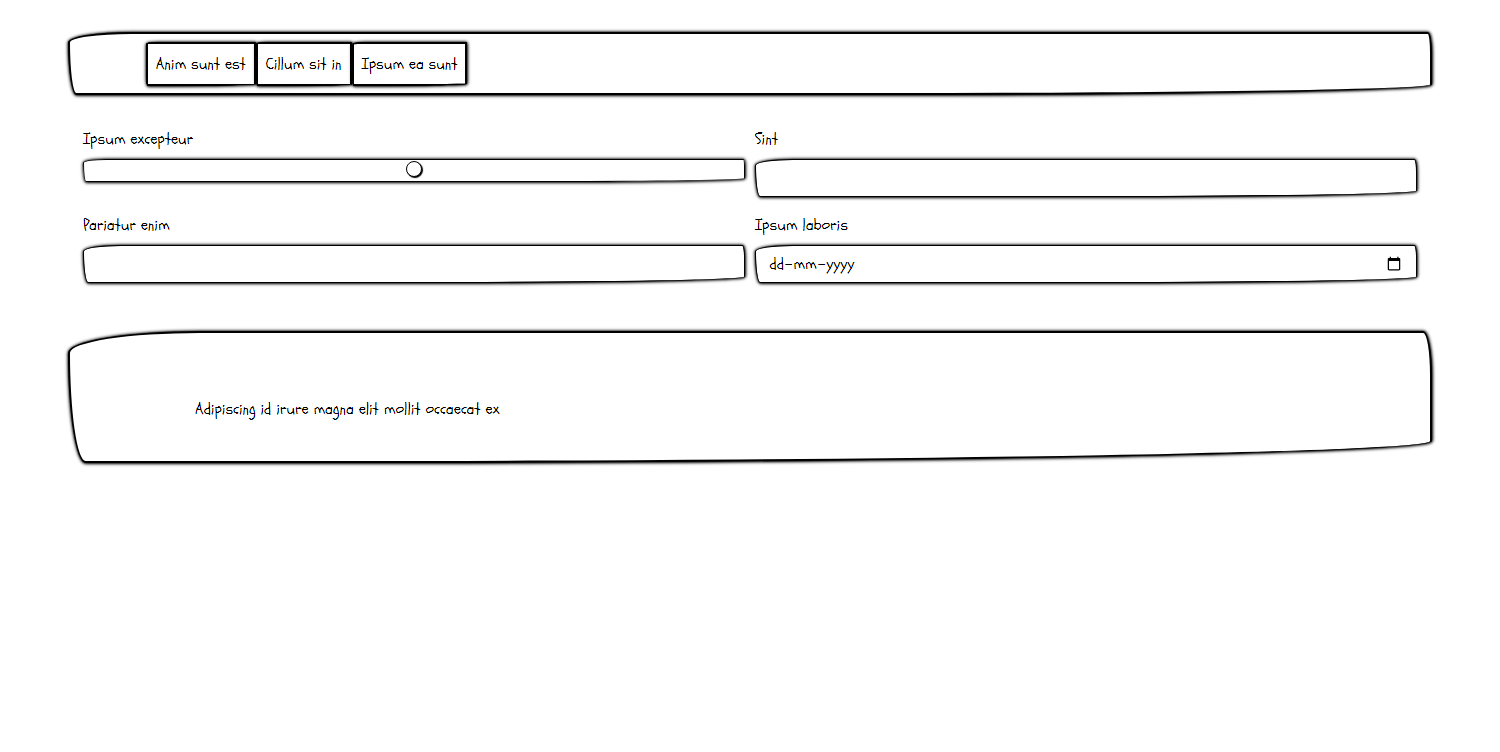 Anim sunt est Cillum sit in Ipsum ea sunt
Ipsum excepteur
Sint
Pariatur enim
Ipsum laboris
dd-mm-yyyy
Adipiscing id irure magna elit mollit occaecat ex